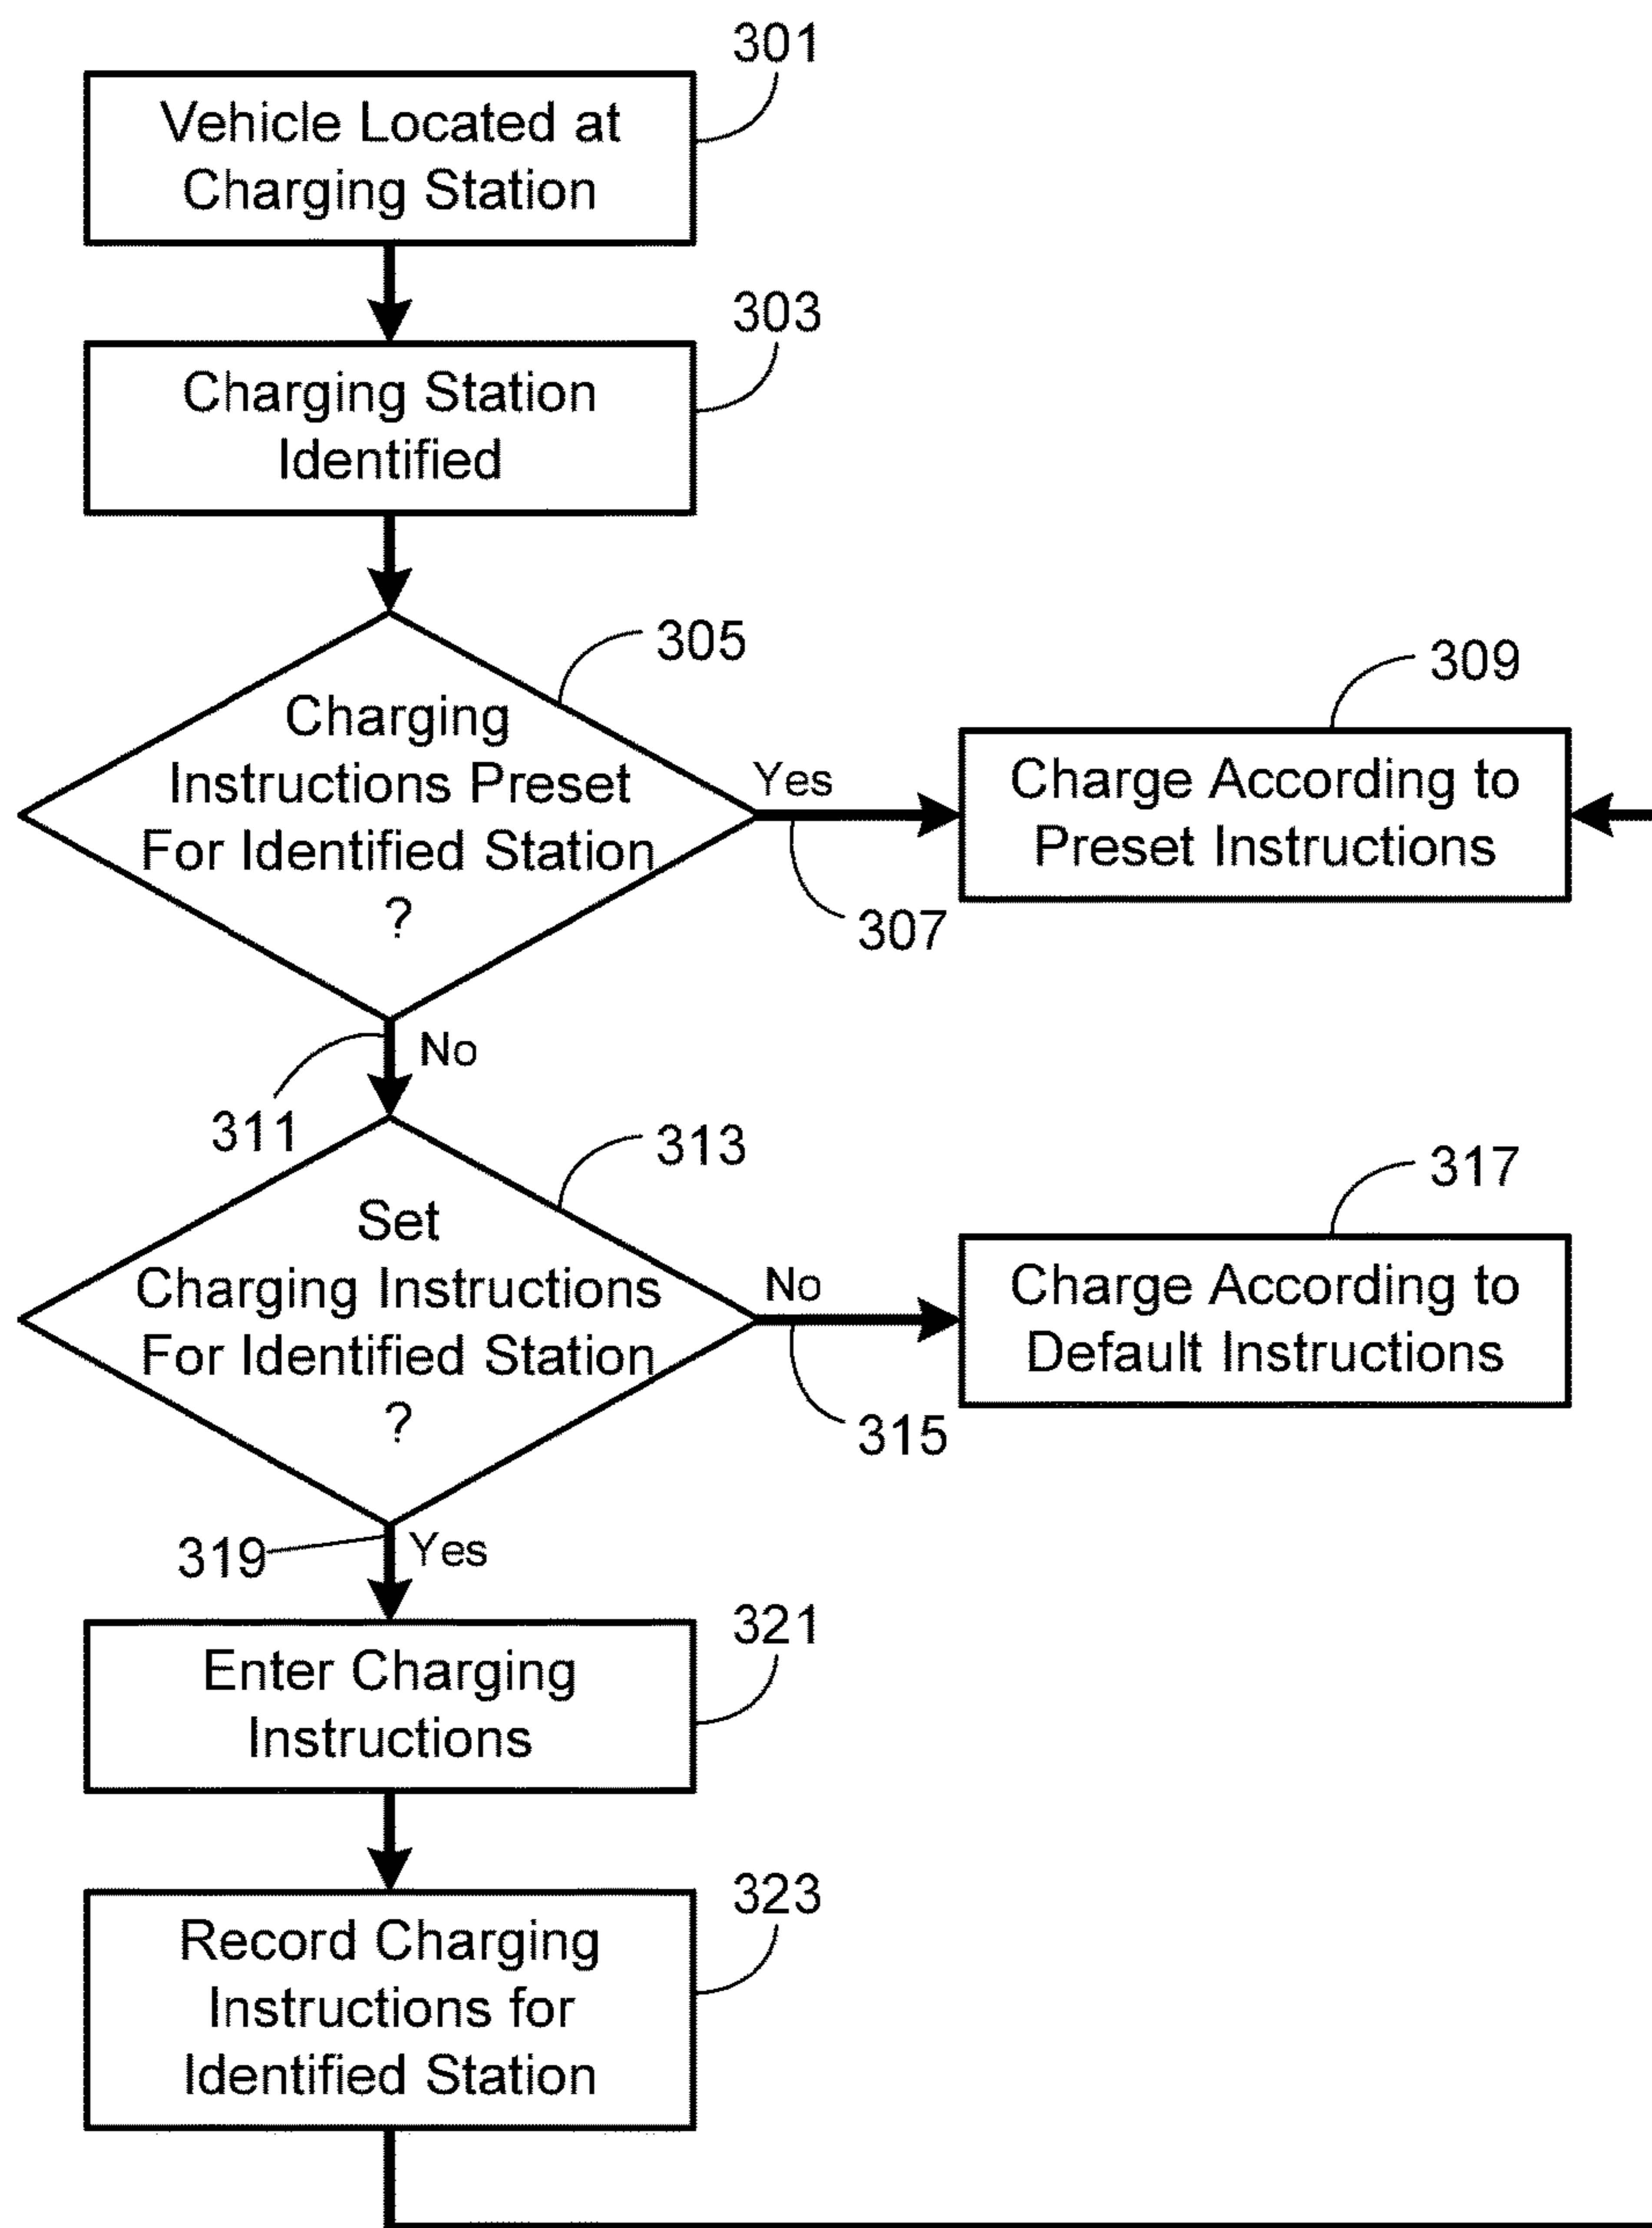 301
Vehicle Located at
Charging Station
303
Charging Station
Identified
305
Charging
Instructions Preset
For Identified Station
?
Yes
307
309
Charge According to
Preset Instructions
311
No
313
Set
Charging Instructions
For Identified Station
?
No
315
317
Charge According to
Default Instructions
319
Yes
321
Enter Charging
Instructions
323
Record Charging
Instructions for
Identified Station